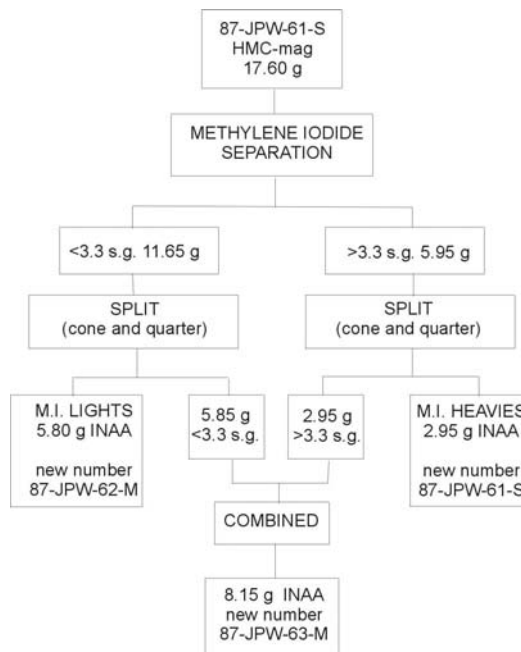 87-JPW-61-S
HMC-mag
17.60 g
METHYLENE IODIDE
SEPARATION
<3.3 s.g. 11.65 g
>3.3 s.g. 5.95 g
SPLIT
(cone and quarter)
SPLIT
(cone and quarter)
M.I. LIGHTS
5.80 g INAA
new number
87-JPW-62-M
5.85 g
<3.3 s.g.
2.95 g
>3.3 s.g.
M.I. HEAVIES
2.95 g INAA
new number
87-JPW-61-S
COMBINED
8.15 g INAA
new number
87-JPW-63-M